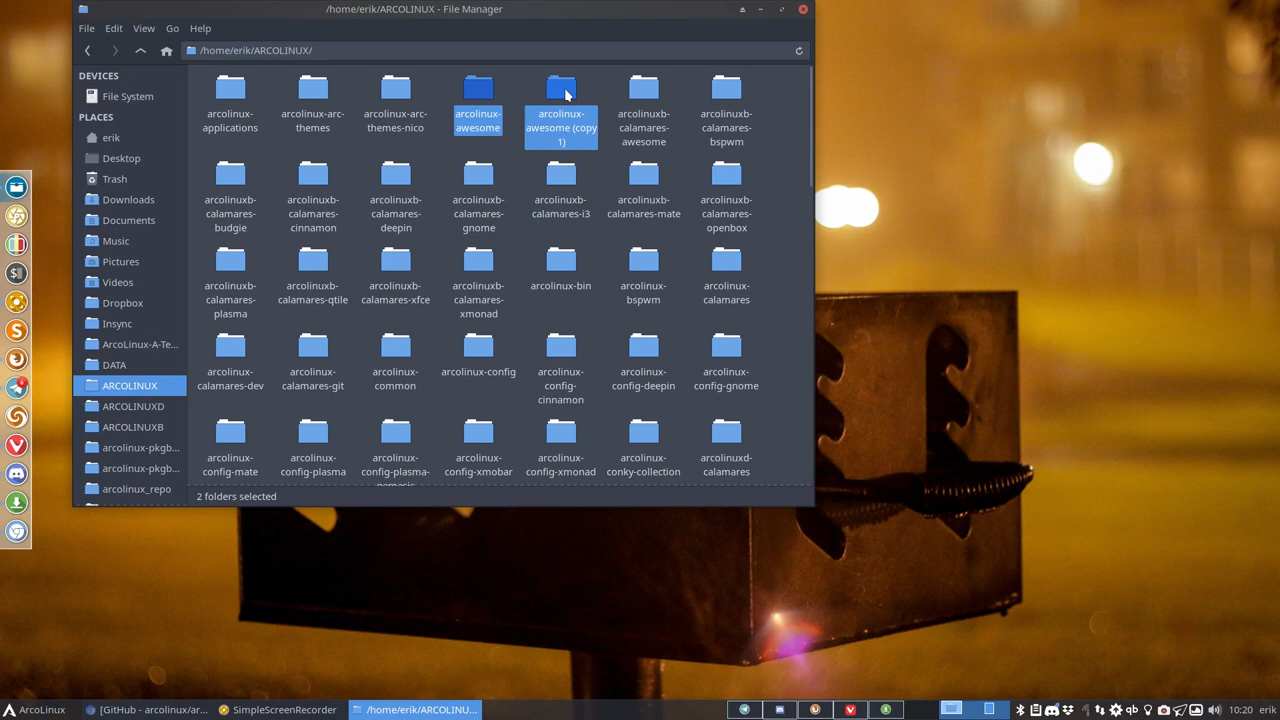 /home/erik/ARCOLINUX - File Manager
File Edit View Go Help
/home/erik/ARCOLINUX/
DEVICES
File System
PLACES
erik
Desktop
Trash
Downloads
Documents
Music
Pictures
Videos
Dropbox
Insync
ArcoLinux-A-Te...
DATA
ARCOLINUX
ARCOLINUXD
ARCOLINUXB
arcolinux-pkgb...
arcolinux-pkgb...
arcolinux_repo
arcolinux-
applications
arcolinux-arc-
themes
arcolinux-arc-
themes-nico
arcolinux-
awesome
arcolinux-
awesome (copy
1)
arcolinuxb-
calamares-
awesome
arcolinuxb-
calamares-
bspwm
arcolinuxb-
calamares-
budgie
arcolinuxb-
calamares-
cinnamon
arcolinuxb-
calamares-
deepin
arcolinuxb-
calamares-
gnome
arcolinuxb-
calamares-i3
arcolinuxb-
calamares-mate
arcolinuxb-
calamares-
openbox
arcolinuxb-
calamares-
plasma
arcolinuxb-
calamares-qtile
arcolinuxb-
calamares-xfce
arcolinuxb-
calamares-
xmonad
arcolinux-bin
arcolinux-
bspwm
arcolinux-
calamares
arcolinux-
calamares-dev
arcolinux-
calamares-git
arcolinux-
common
arcolinux-config
arcolinux-
config-
cinnamon
arcolinux-
config-deepin
arcolinux-
config-gnome
arcolinux-
config-mate
arcolinux-
config-plasma
arcolinux-
config-plasma-
nemesis
arcolinux-
config-xmobar
arcolinux-
config-xmonad
arcolinux-
conky-collection
arcolinuxd-
calamares
2 folders selected
ArcoLinux
[GitHub - arcolinux/ar...
SimpleScreenRecorder
/home/erik/ARCOLINU...
qb
10:20 erik